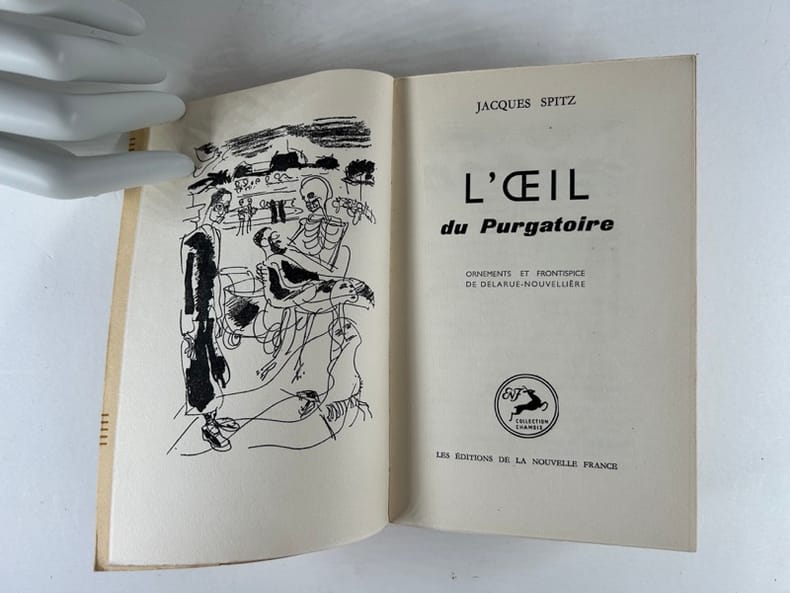 JACQUES SPITZ
L'ŒIL
du Purgatoire
ORNEMENTS ET FRONTISPICE
DE DELARUE-NOUVELLIÈRE
ENF
COLLECTION
CHAMOIS
LES ÉDITIONS DE LA NOUVELLE FRANCE